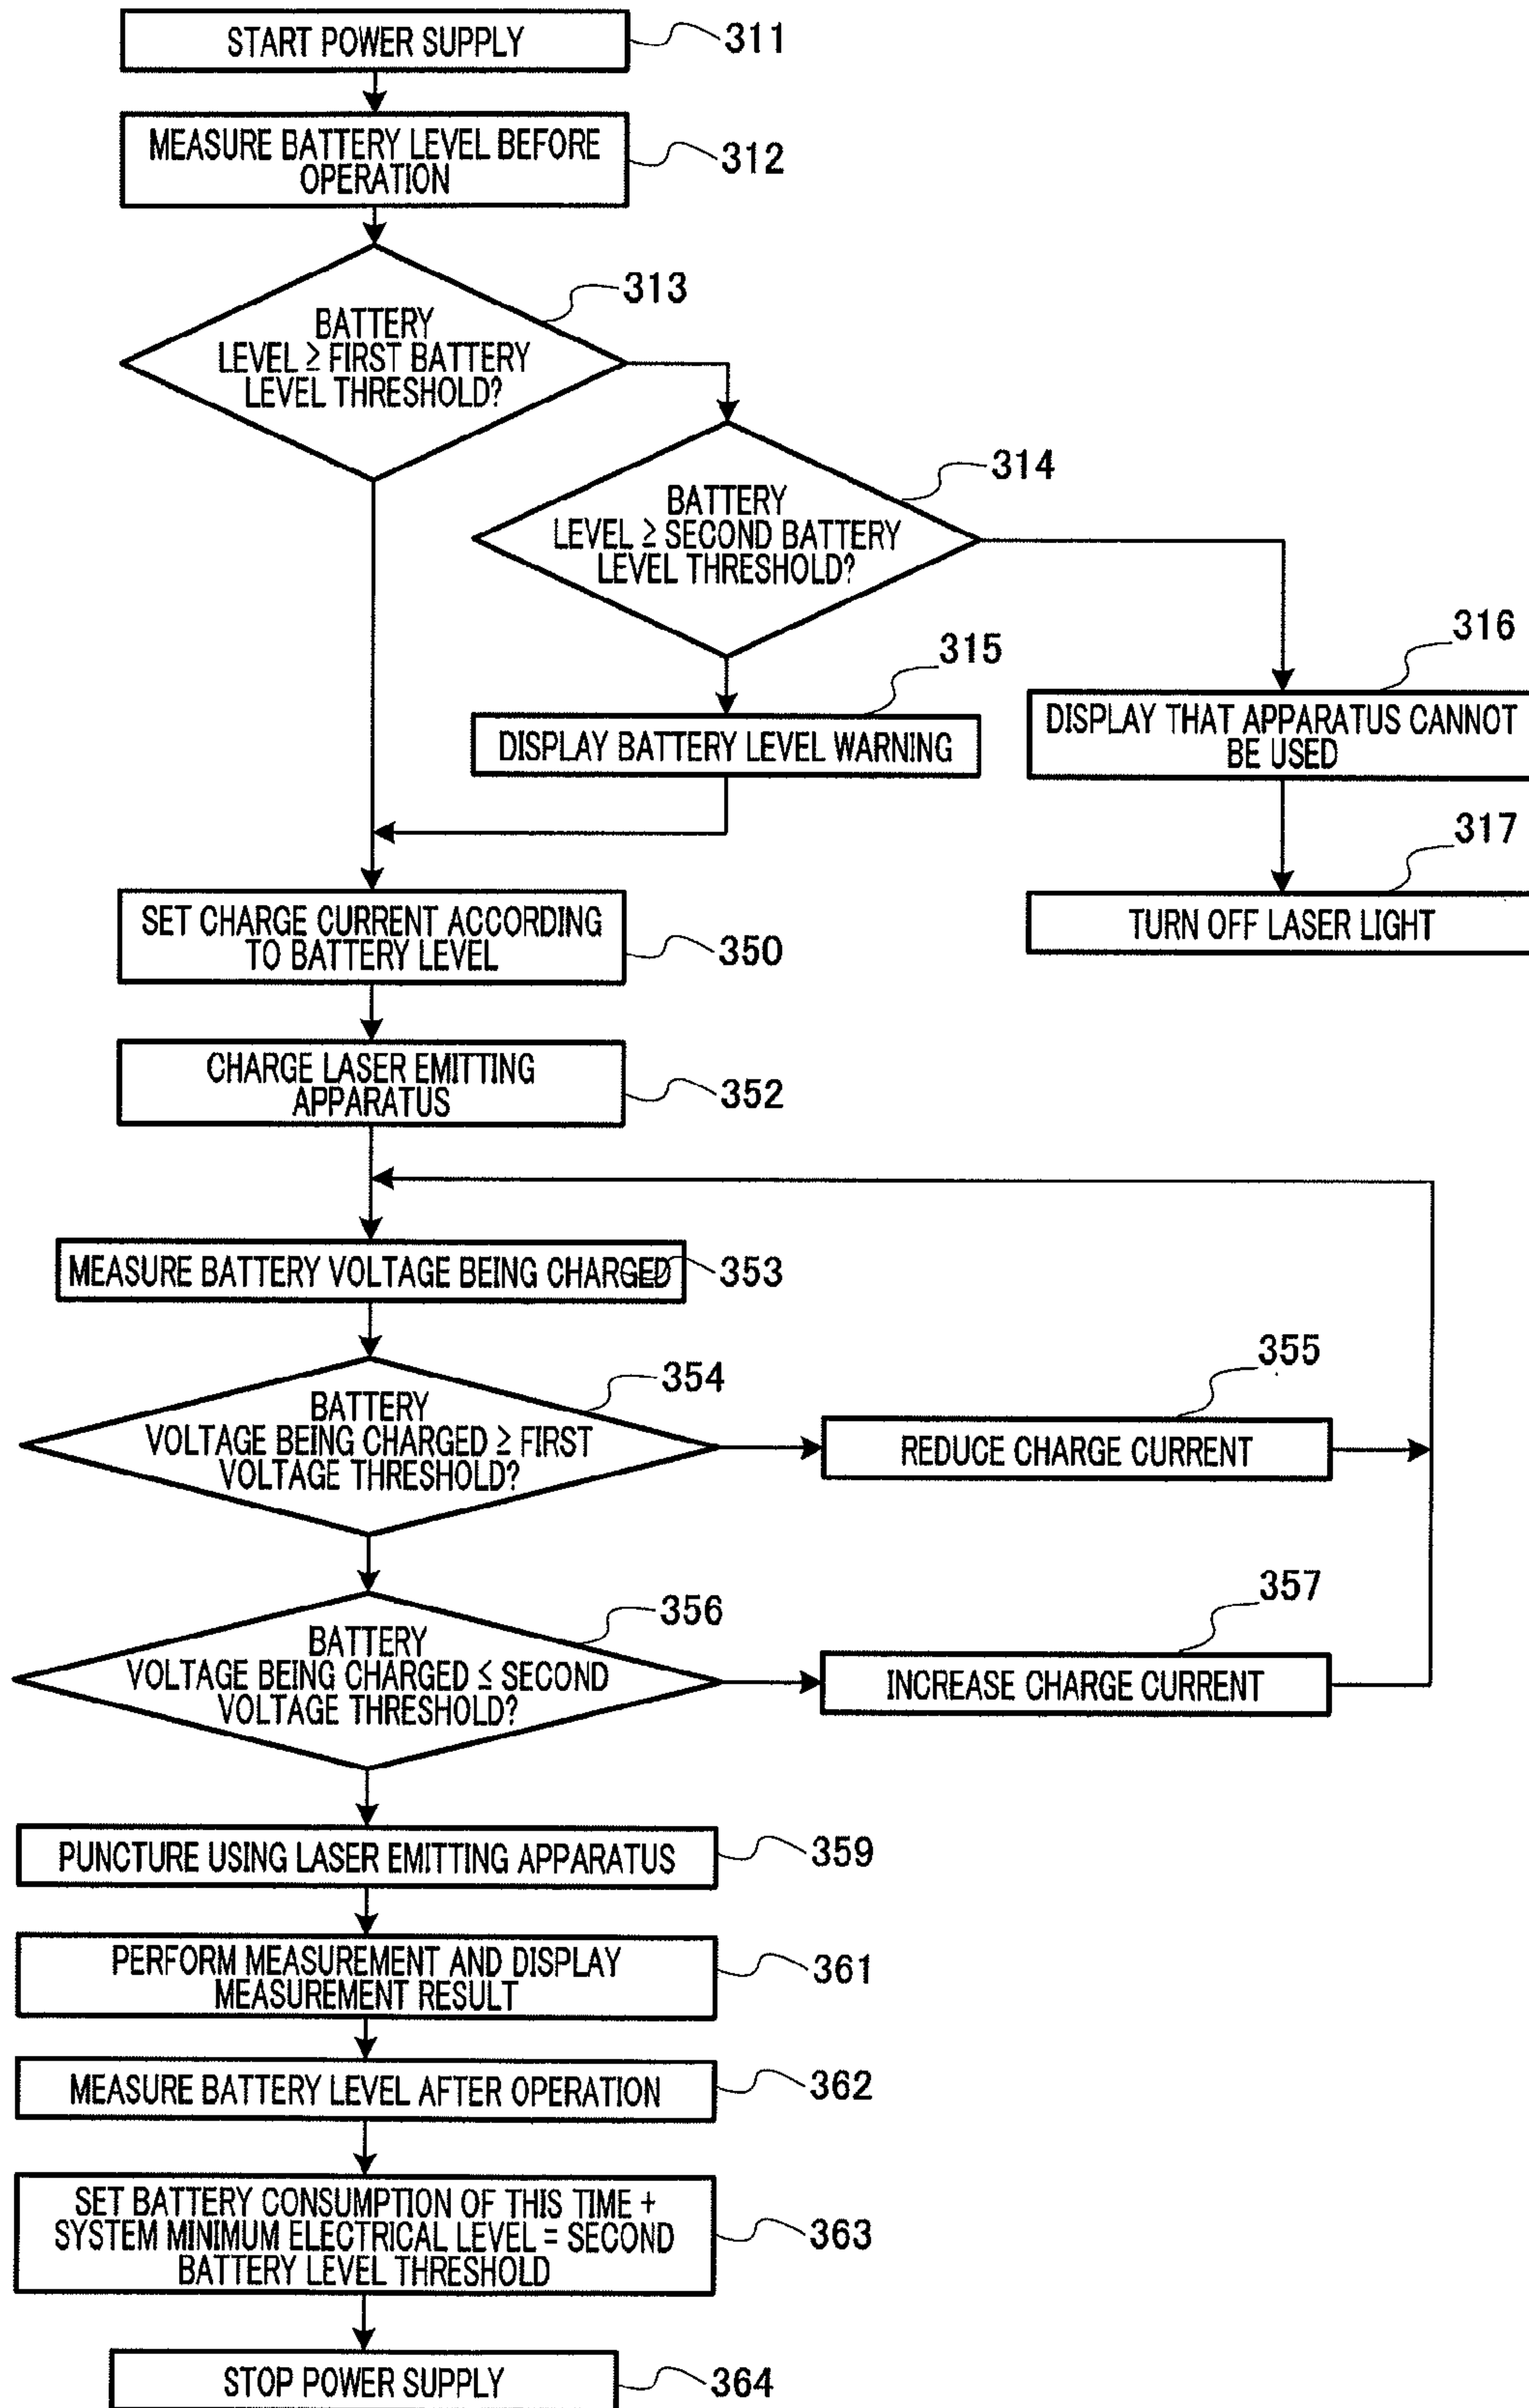 START POWER SUPPLY
311
MEASURE BATTERY LEVEL BEFORE
OPERATION
312
313
BATTERY
LEVEL ≥ FIRST BATTERY
LEVEL THRESHOLD?
314
BATTERY
LEVEL ≥ SECOND BATTERY
LEVEL THRESHOLD?
315
DISPLAY BATTERY LEVEL WARNING
316
DISPLAY THAT APPARATUS CANNOT
BE USED
317
TURN OFF LASER LIGHT
SET CHARGE CURRENT ACCORDING
TO BATTERY LEVEL
350
CHARGE LASER EMITTING
APPARATUS
352
MEASURE BATTERY VOLTAGE BEING CHARGED
353
354
BATTERY
VOLTAGE BEING CHARGED ≥ FIRST
VOLTAGE THRESHOLD?
355
REDUCE CHARGE CURRENT
356
BATTERY
VOLTAGE BEING CHARGED ≤ SECOND
VOLTAGE THRESHOLD?
357
INCREASE CHARGE CURRENT
PUNCTURE USING LASER EMITTING APPARATUS
359
PERFORM MEASUREMENT AND DISPLAY
MEASUREMENT RESULT
361
MEASURE BATTERY LEVEL AFTER OPERATION
362
SET BATTERY CONSUMPTION OF THIS TIME +
SYSTEM MINIMUM ELECTRICAL LEVEL = SECOND
BATTERY LEVEL THRESHOLD
363
STOP POWER SUPPLY
364